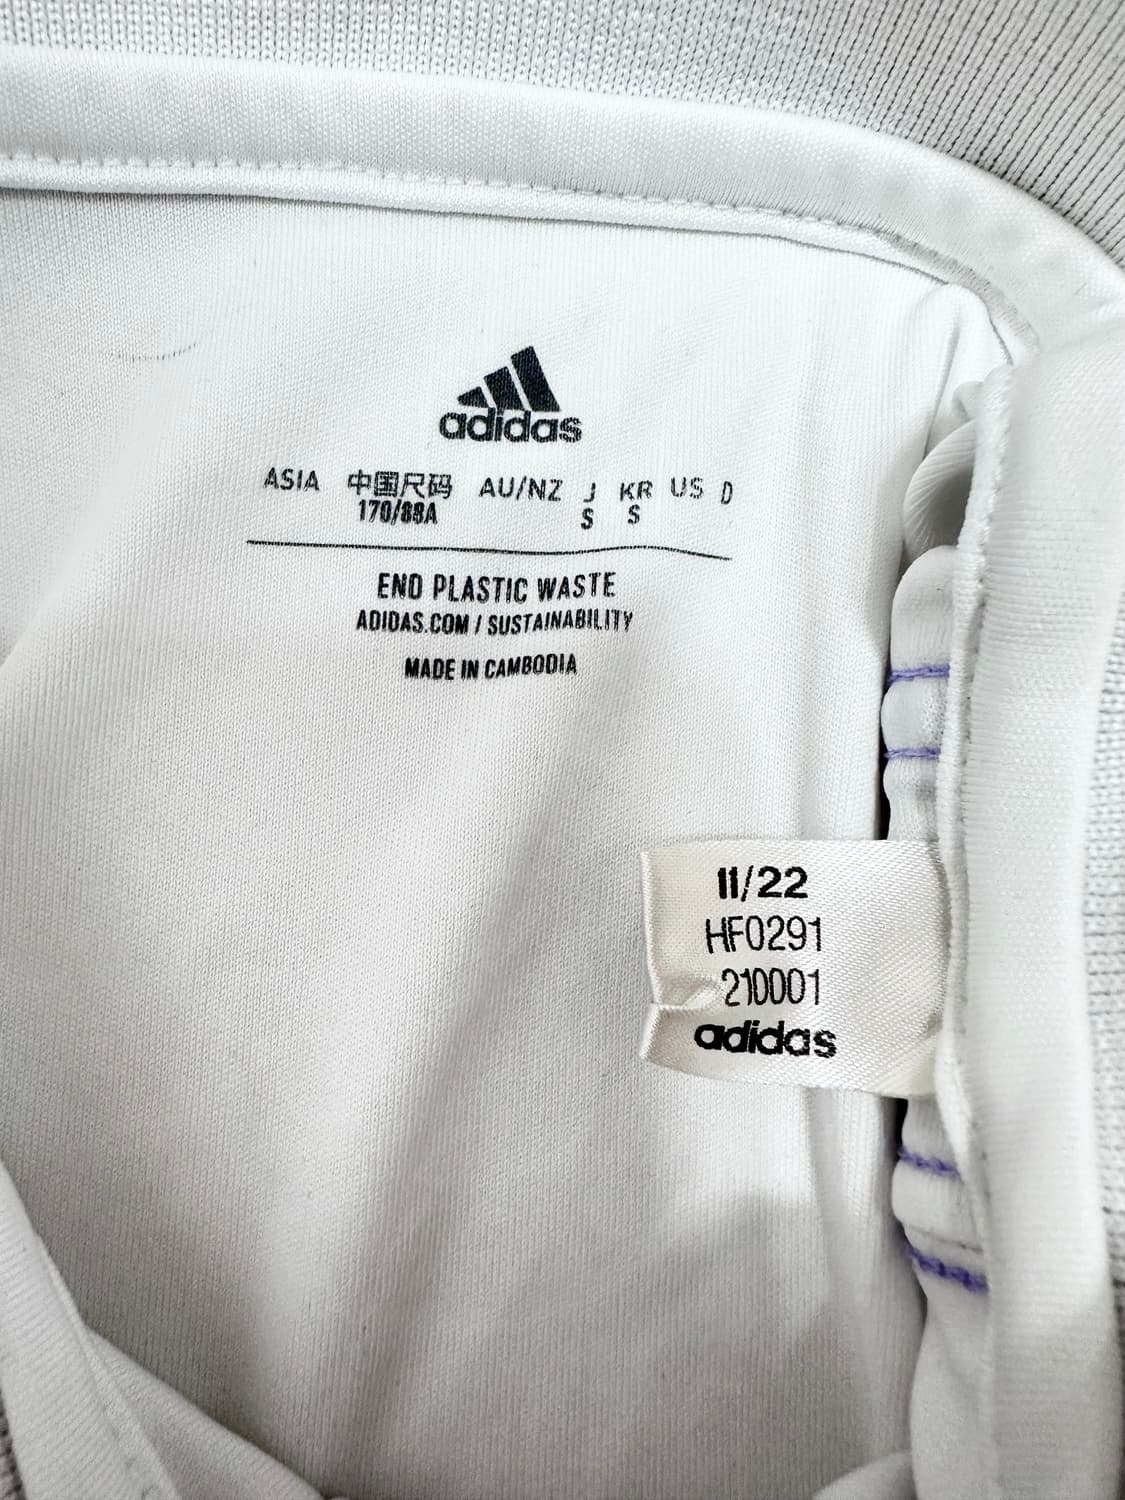 adidas
ASIA 中国尺码 AU/NZ J KR US D
170/88A S S
END PLASTIC WASTE
ADIDAS.COM / SUSTAINABILITY
MADE IN CAMBODIA
11/22
HF0291
210001
adidas